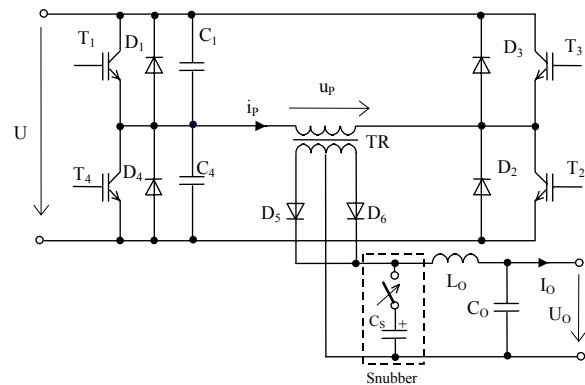 T1 D1 C1 D3 T3
uP
iP
U
TR
T4 D4 C4 D2 T2
D5 D6
LO IO
CS + CO UO
Snubber